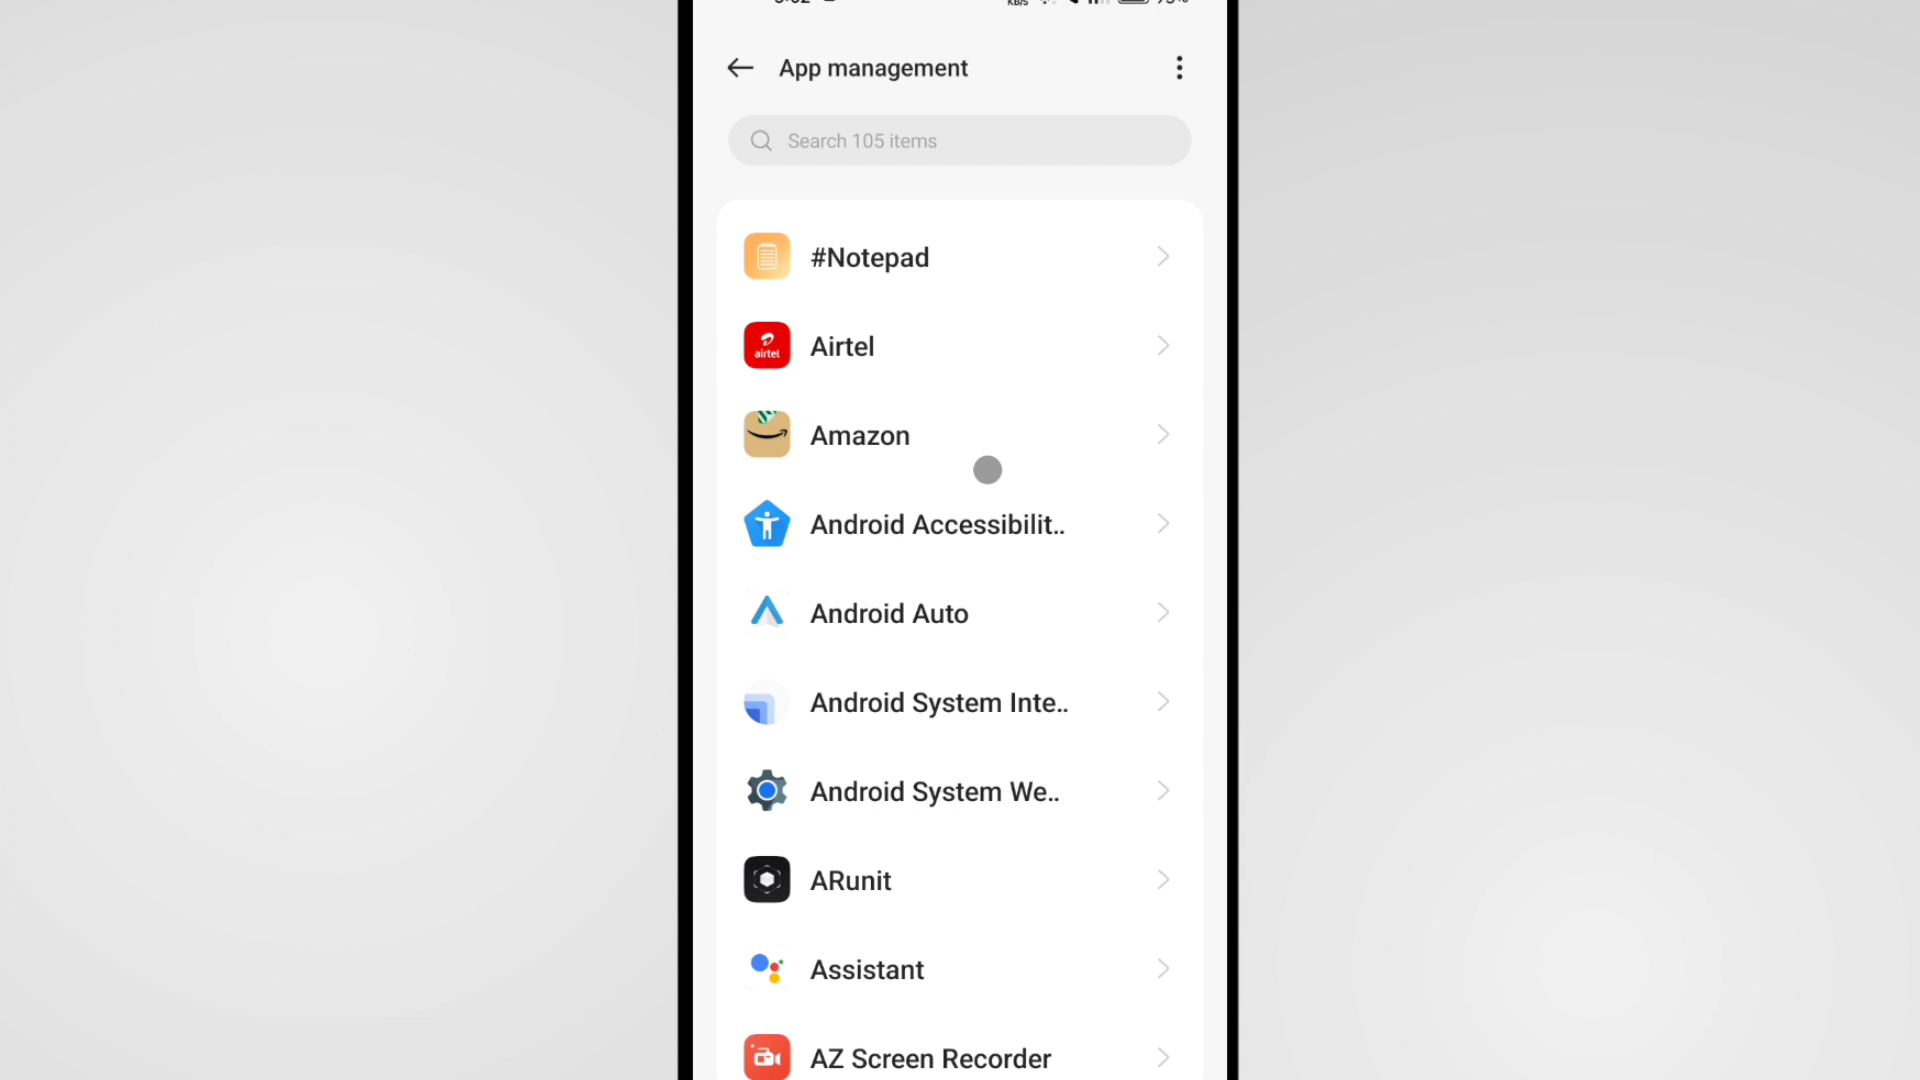 KB/S
App management
Search 105 items
#Notepad
airtel
Airtel
Amazon
Android Accessibilit..
Android Auto
Android System Inte..
Android System We..
ARunit
Assistant
AZ Screen Recorder